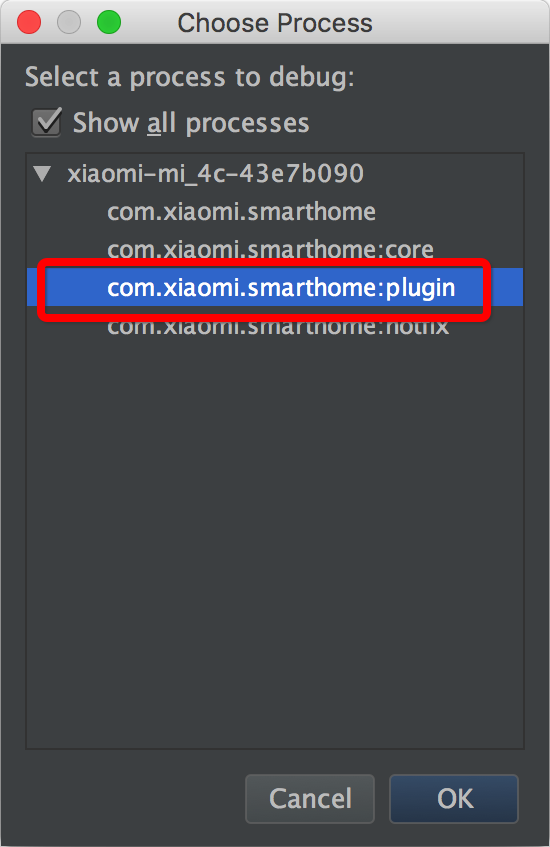 Choose Process
Select a process to debug:
Show all processes
xiaomi-mi_4c-43e7b090
com.xiaomi.smarthome
com.xiaomi.smarthome:core
com.xiaomi.smarthome:plugin
com.xiaomi.smarthome:hotfix
Cancel
OK